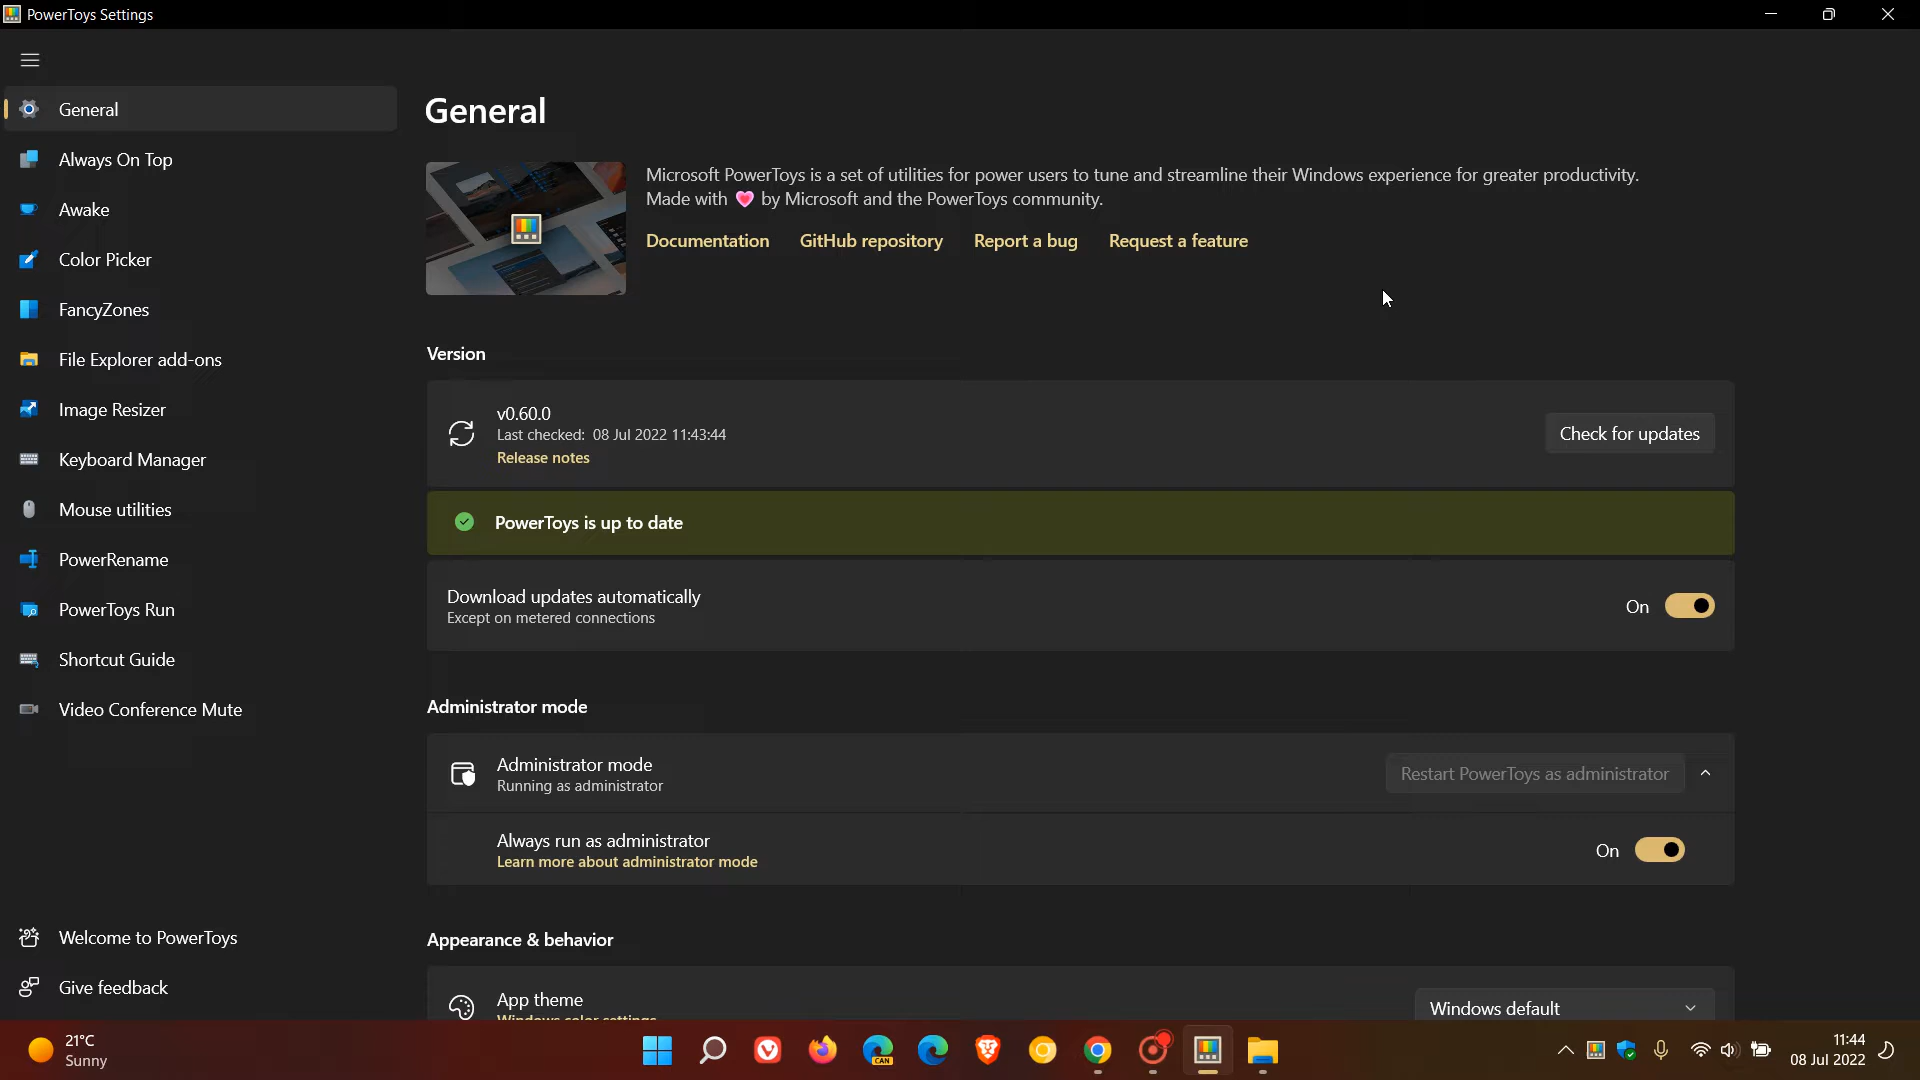 PowerToys Settings
General
Always On Top
Awake
Color Picker
FancyZones
File Explorer add-ons
Image Resizer
Keyboard Manager
Mouse utilities
PowerRename
PowerToys Run
Shortcut Guide
Video Conference Mute
Welcome to PowerToys
Give feedback
General
Microsoft PowerToys is a set of utilities for power users to tune and streamline their Windows experience for greater productivity.
Made with 💗 by Microsoft and the PowerToys community.
Documentation GitHub repository Report a bug Request a feature
Version
v0.60.0
Last checked: 08 Jul 2022 11:43:44
Release notes
Check for updates
PowerToys is up to date
Download updates automatically
Except on metered connections
On
Administrator mode
Administrator mode
Running as administrator
Restart PowerToys as administrator
Always run as administrator
Learn more about administrator mode
On
Appearance & behavior
App theme
Windows color settings
Windows default
21°C
Sunny
CAN
11:44
08 Jul 2022